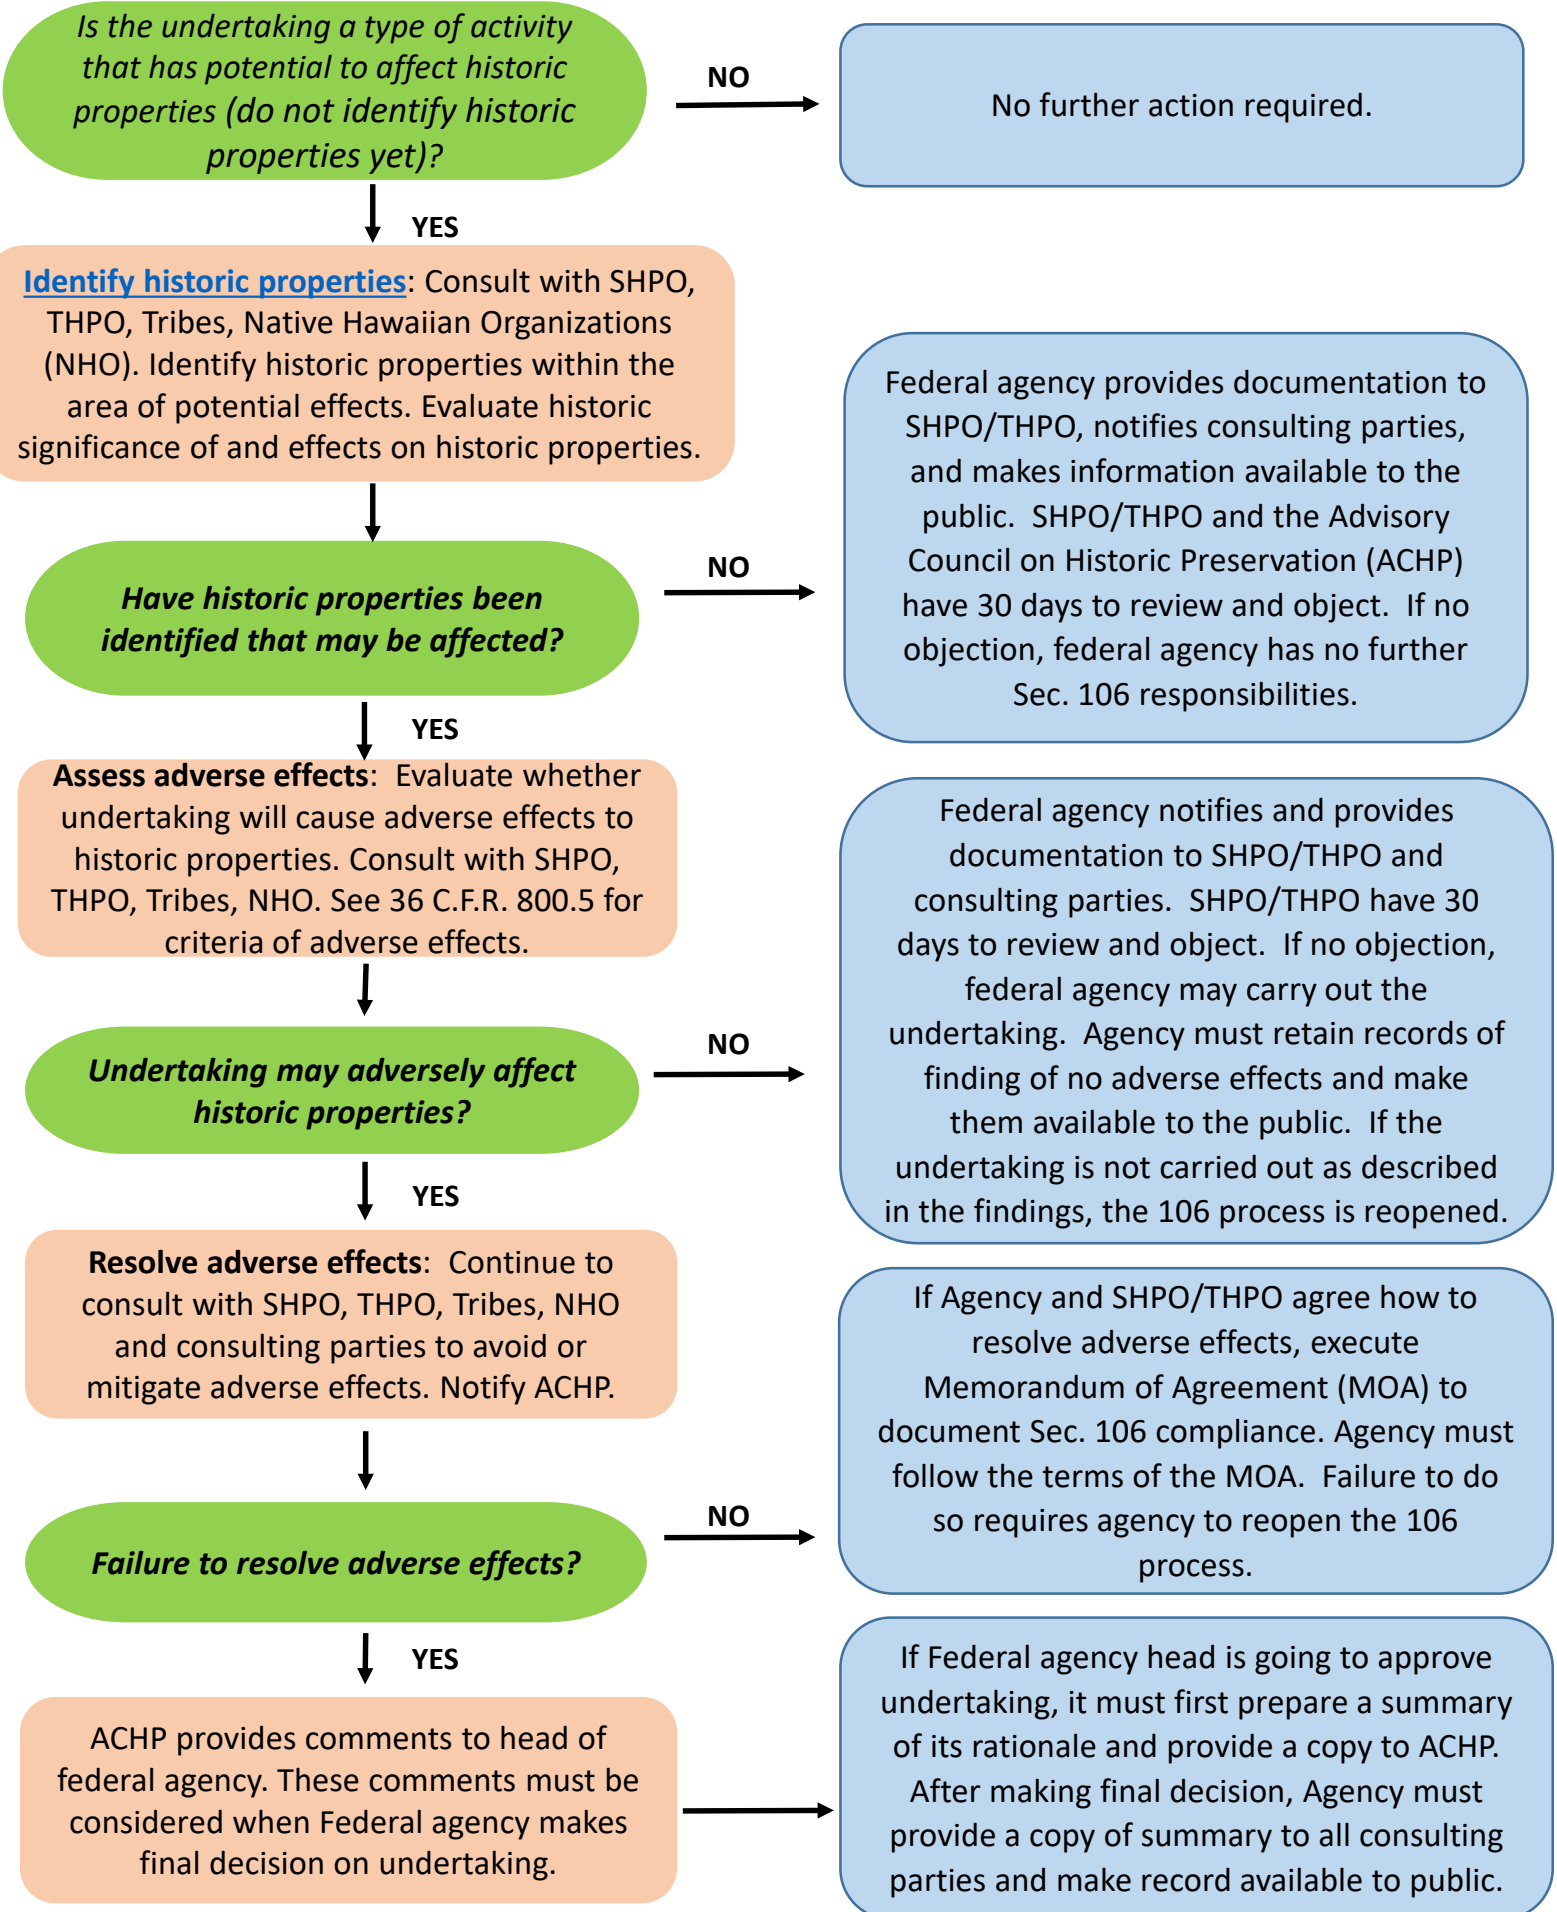 Is the undertaking a type of activity
that has potential to affect historic
properties (do not identify historic
properties yet)?
NO
No further action required.
YES
Identify historic properties: Consult with SHPO,
THPO, Tribes, Native Hawaiian Organizations
(NHO). Identify historic properties within the
area of potential effects. Evaluate historic
significance of and effects on historic properties.
Have historic properties been
identified that may be affected?
NO
Federal agency provides documentation to
SHPO/THPO, notifies consulting parties,
and makes information available to the
public. SHPO/THPO and the Advisory
Council on Historic Preservation (ACHP)
have 30 days to review and object. If no
objection, federal agency has no further
Sec. 106 responsibilities.
YES
Assess adverse effects: Evaluate whether
undertaking will cause adverse effects to
historic properties. Consult with SHPO,
THPO, Tribes, NHO. See 36 C.F.R. 800.5 for
criteria of adverse effects.
Undertaking may adversely affect
historic properties?
NO
Federal agency notifies and provides
documentation to SHPO/THPO and
consulting parties. SHPO/THPO have 30
days to review and object. If no objection,
federal agency may carry out the
undertaking. Agency must retain records of
finding of no adverse effects and make
them available to the public. If the
undertaking is not carried out as described
in the findings, the 106 process is reopened.
YES
Resolve adverse effects: Continue to
consult with SHPO, THPO, Tribes, NHO
and consulting parties to avoid or
mitigate adverse effects. Notify ACHP.
Failure to resolve adverse effects?
NO
If Agency and SHPO/THPO agree how to
resolve adverse effects, execute
Memorandum of Agreement (MOA) to
document Sec. 106 compliance. Agency must
follow the terms of the MOA. Failure to do
so requires agency to reopen the 106
process.
YES
ACHP provides comments to head of
federal agency. These comments must be
considered when Federal agency makes
final decision on undertaking.
If Federal agency head is going to approve
undertaking, it must first prepare a summary
of its rationale and provide a copy to ACHP.
After making final decision, Agency must
provide a copy of summary to all consulting
parties and make record available to public.